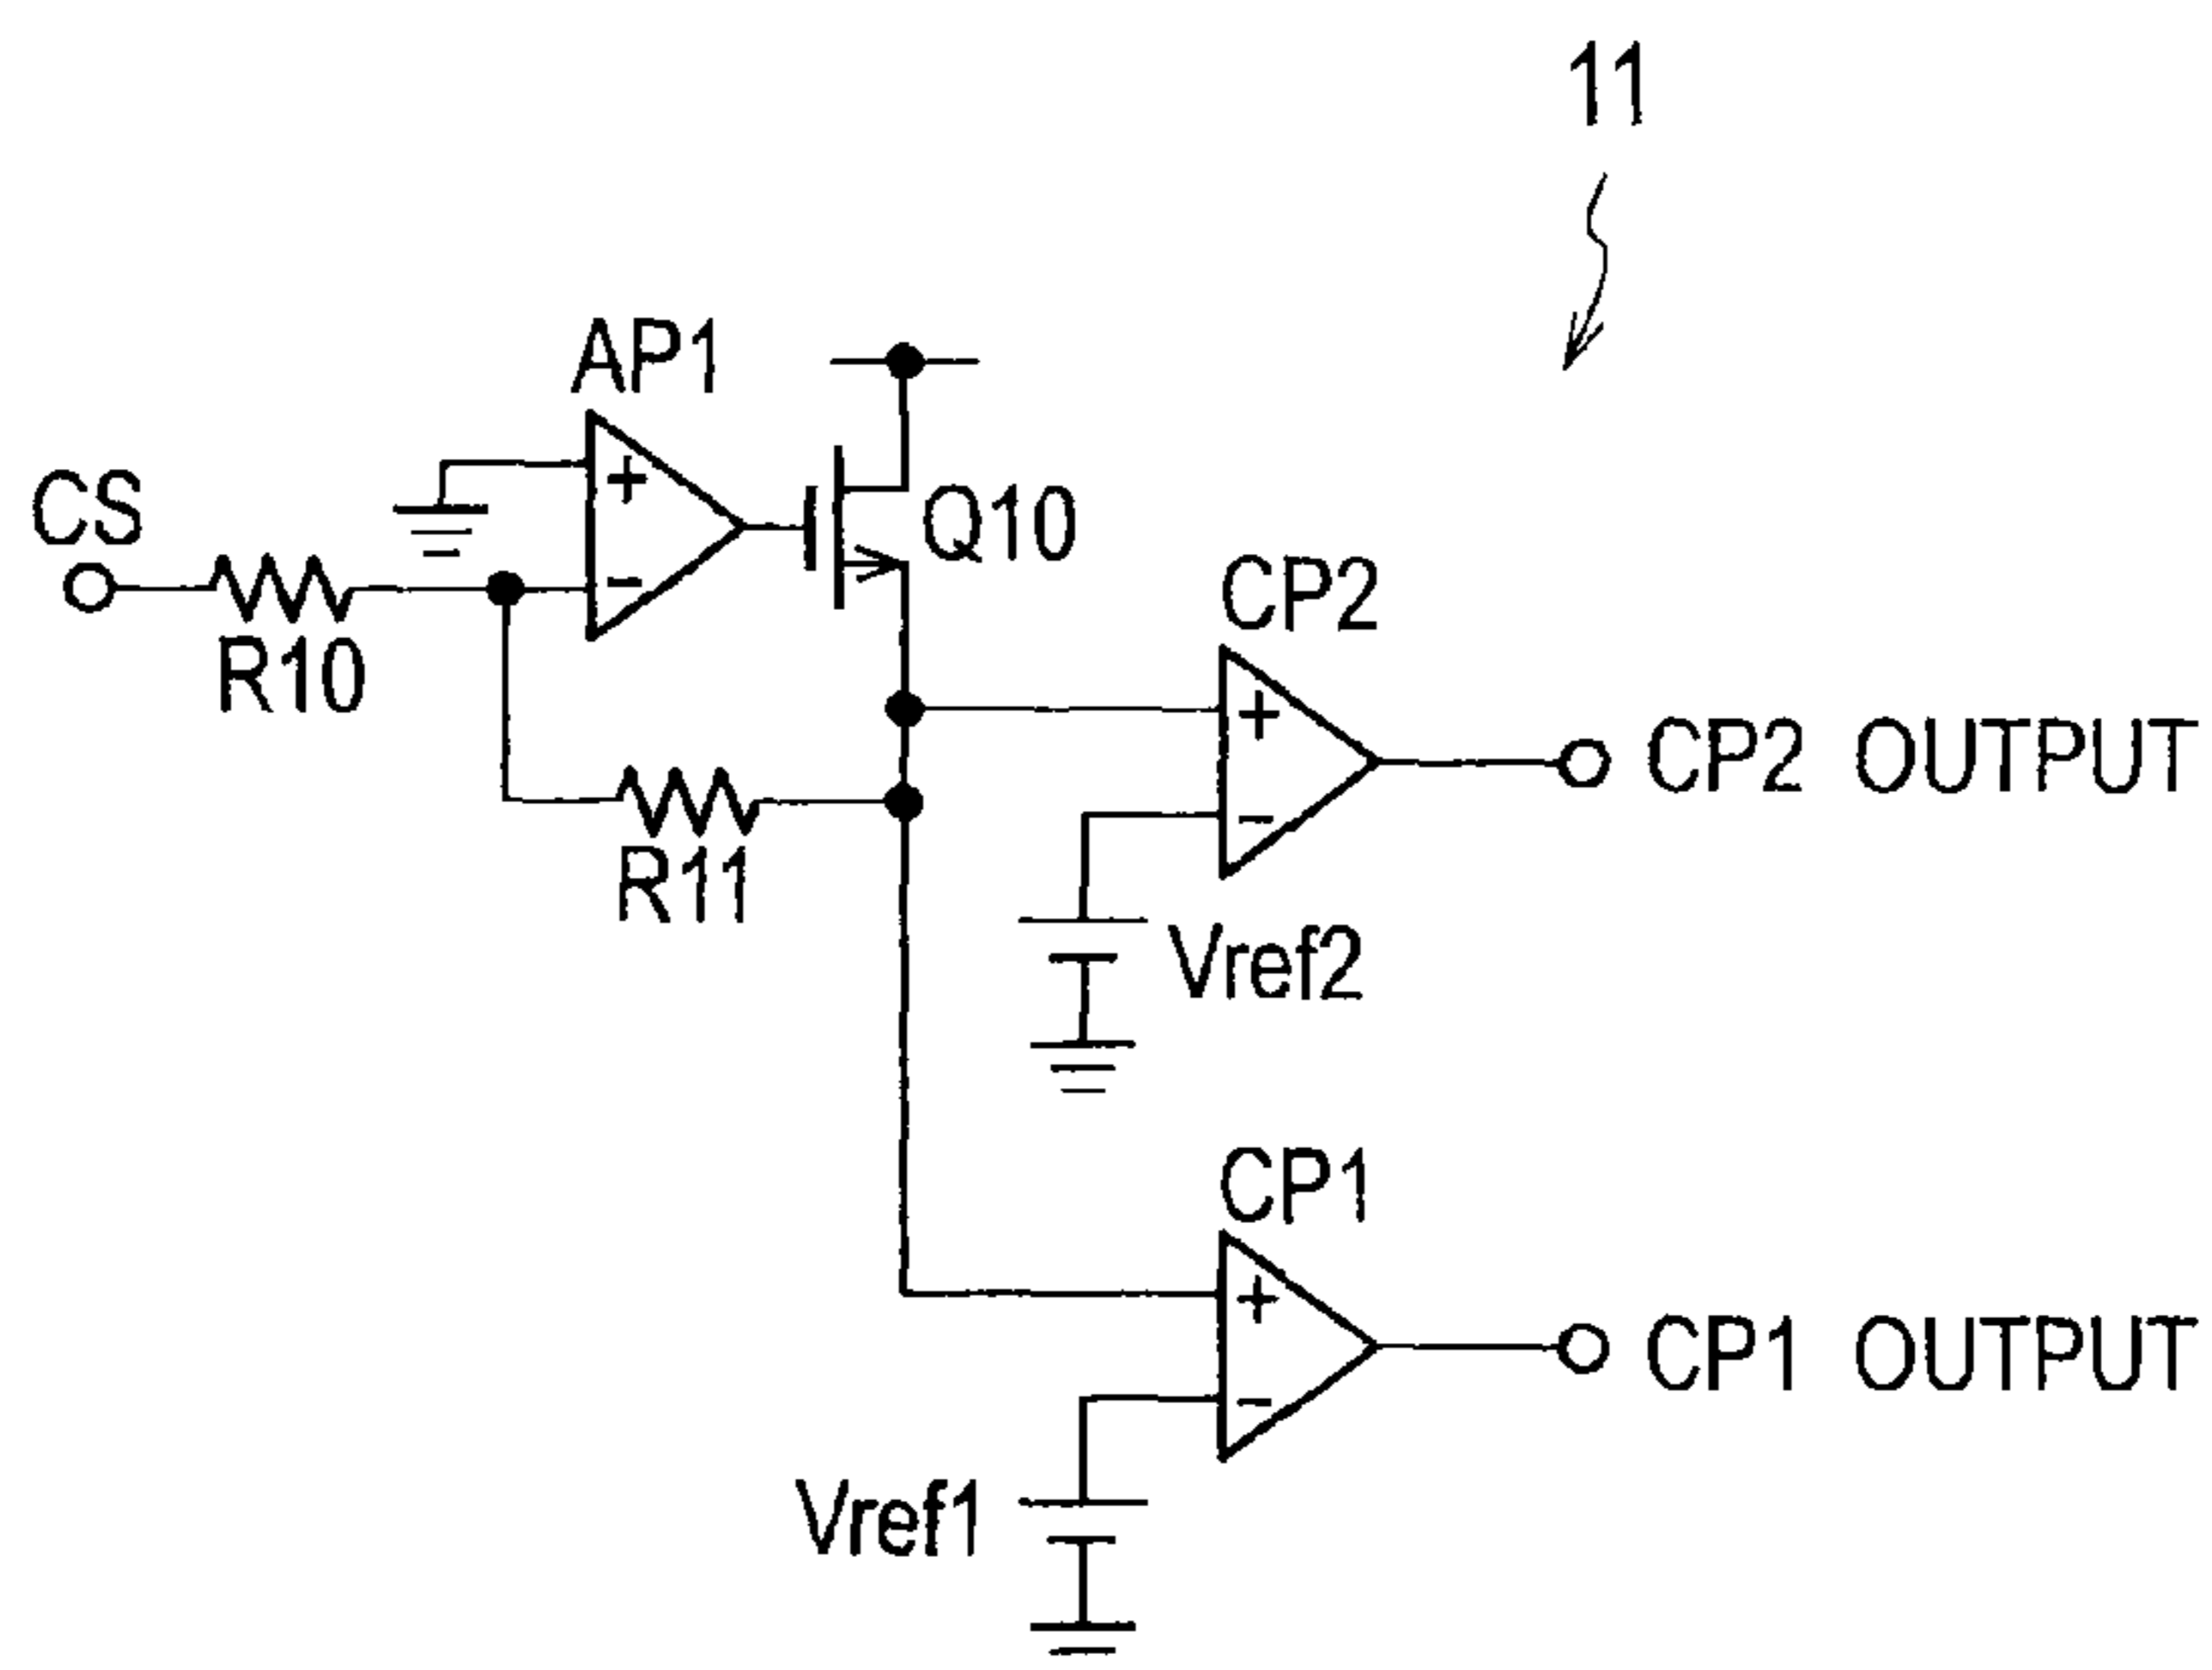 11
AP1
CS
+
-
Q10
R10
CP2
+
-
CP2 OUTPUT
R11
Vref2
CP1
+
-
CP1 OUTPUT
Vref1